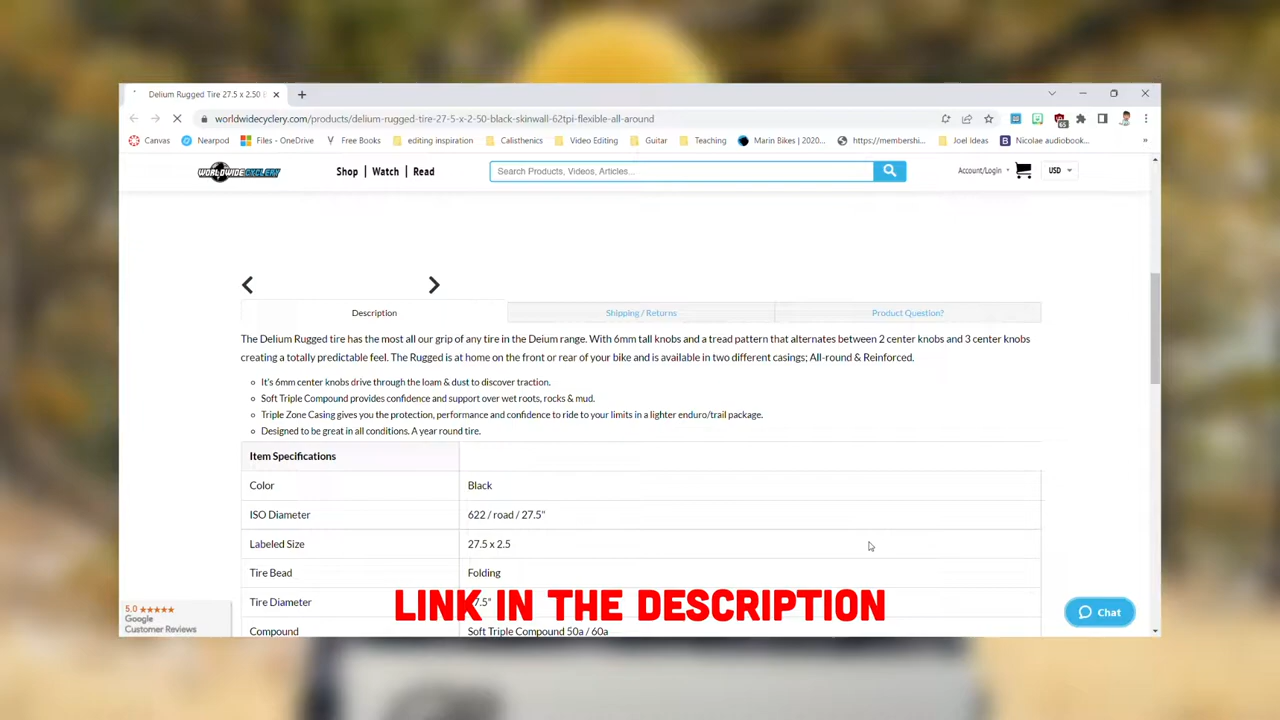 Delium Rugged Tire 27.5 x 2.50
worldwidecyclery.com/products/delium-rugged-tire-27-5-x-2-50-black-skinwall-62tpi-flexible-all-around
Canvas Nearpod Files - OneDrive Free Books editing inspiration Calisthenics Video Editing Guitar Teaching Marin Bikes | 2020... https://membershi... Joel Ideas Nicolae audiobook... »
WORLDWIDE CYCLERY Shop | Watch | Read Search Products, Videos, Articles... Account/Login USD
Description Shipping / Returns Product Question?
The Delium Rugged tire has the most all our grip of any tire in the Deium range. With 6mm tall knobs and a tread pattern that alternates between 2 center knobs and 3 center knobs
creating a totally predictable feel. The Rugged is at home on the front or rear of your bike and is available in two different casings; All-round & Reinforced.
It's 6mm center knobs drive through the loam & dust to discover traction.
Soft Triple Compound provides confidence and support over wet roots, rocks & mud.
Triple Zone Casing gives you the protection, performance and confidence to ride to your limits in a lighter enduro/trail package.
Designed to be great in all conditions. A year round tire.
Item Specifications
Color Black
ISO Diameter 622 / road / 27.5"
Labeled Size 27.5 x 2.5
Tire Bead Folding
Tire Diameter 7.5"
LINK IN THE DESCRIPTION
Compound Soft Triple Compound 50a / 60a
5.0 ★★★★★
Google
Customer Reviews
Chat